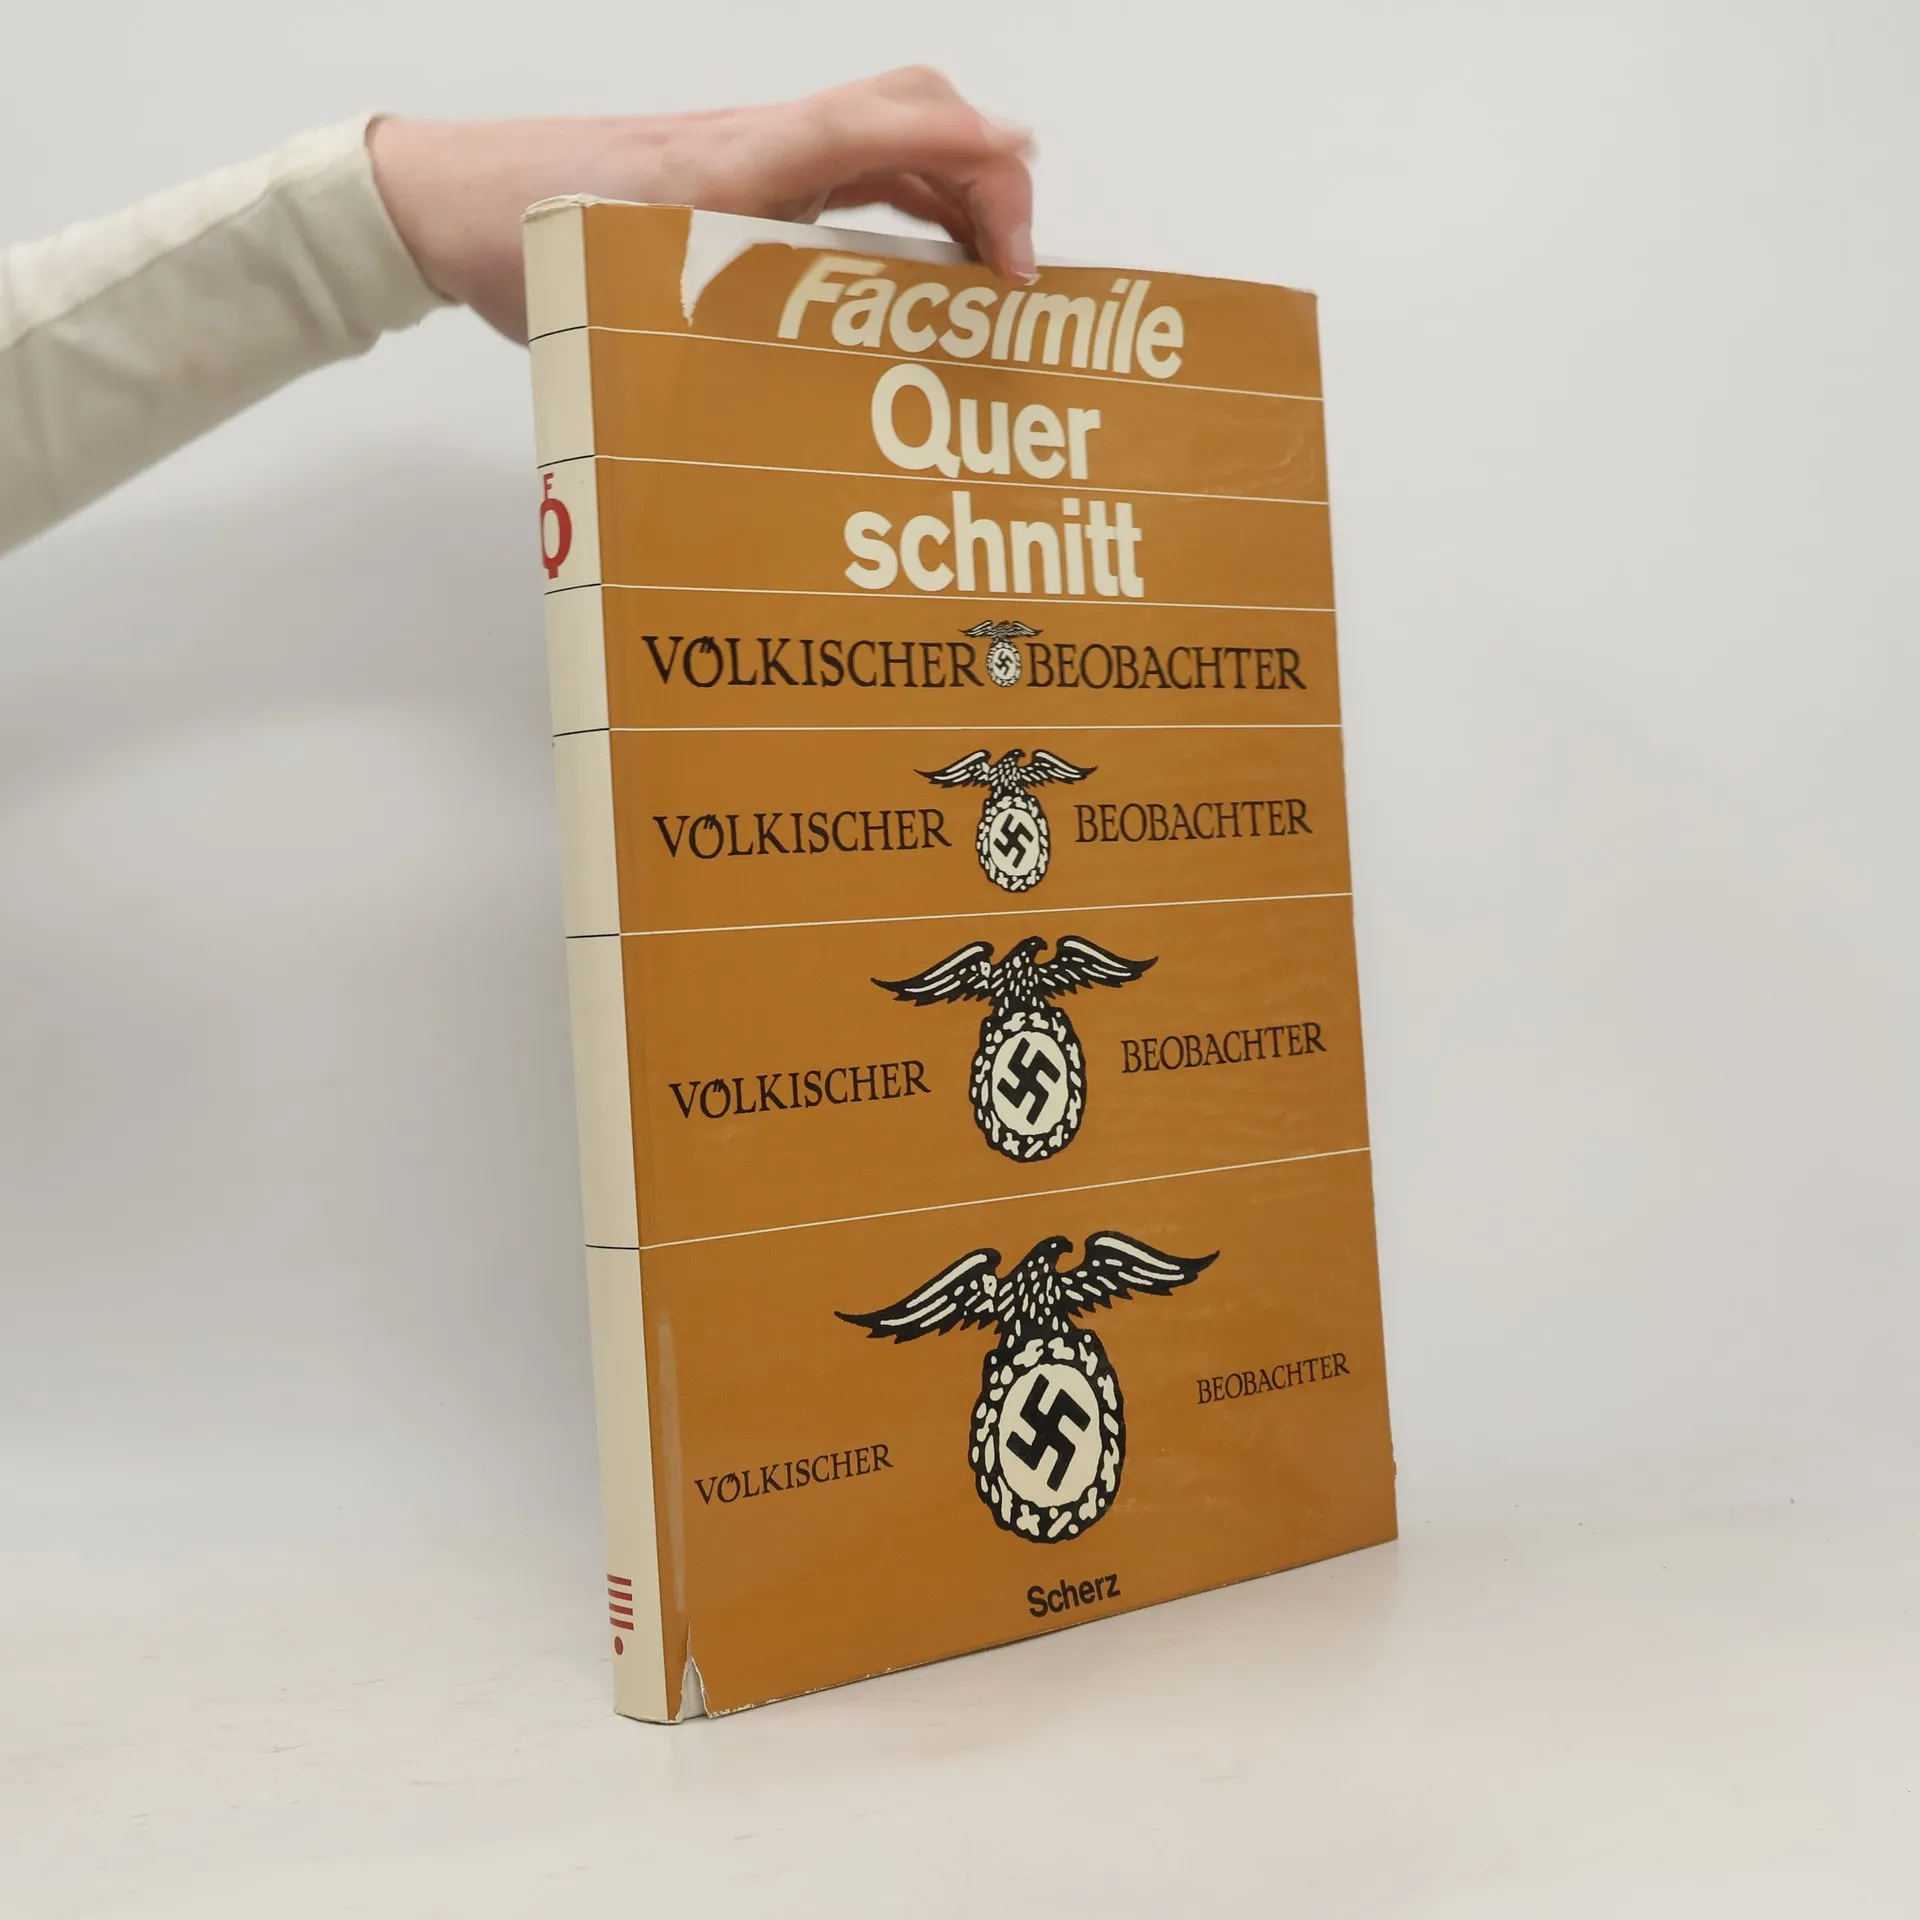 Facsimile
Quer
schnitt
VÖLKISCHER BEOBACHTER
VÖLKISCHER BEOBACHTER
VÖLKISCHER BEOBACHTER
VÖLKISCHER BEOBACHTER
Scherz
F
Q